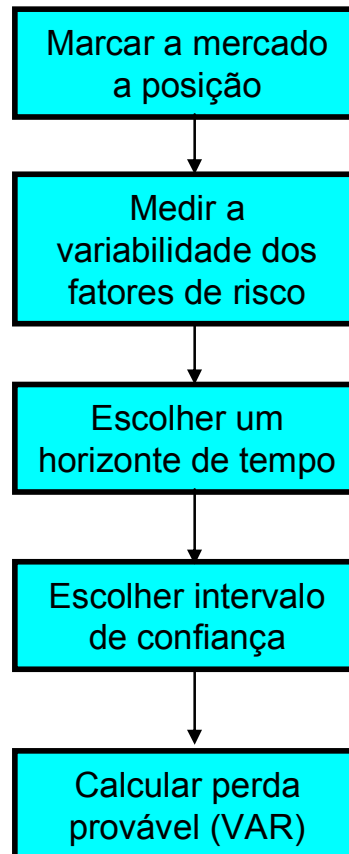 Marcar a mercado
a posição
Medir a
variabilidade dos
fatores de risco
Escolher um
horizonte de tempo
Escolher intervalo
de confiança
Calcular perda
provável (VAR)